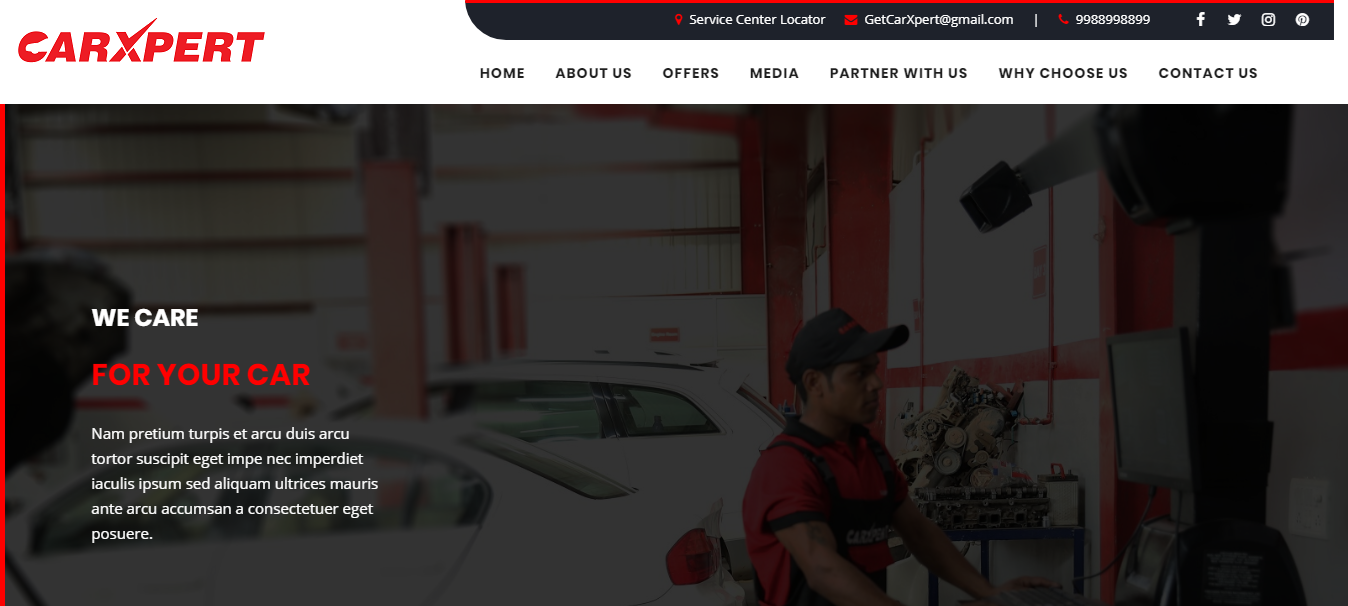 CARXPERT
Service Center Locator GetCarXpert@gmail.com | 9988998899
HOME ABOUT US OFFERS MEDIA PARTNER WITH US WHY CHOOSE US CONTACT US
WE CARE
FOR YOUR CAR
Nam pretium turpis et arcu duis arcu
tortor suscipit eget impe nec imperdiet
iaculis ipsum sed aliquam ultrices mauris
ante arcu accumsan a consectetuer eget
posuere.
CARXPERT